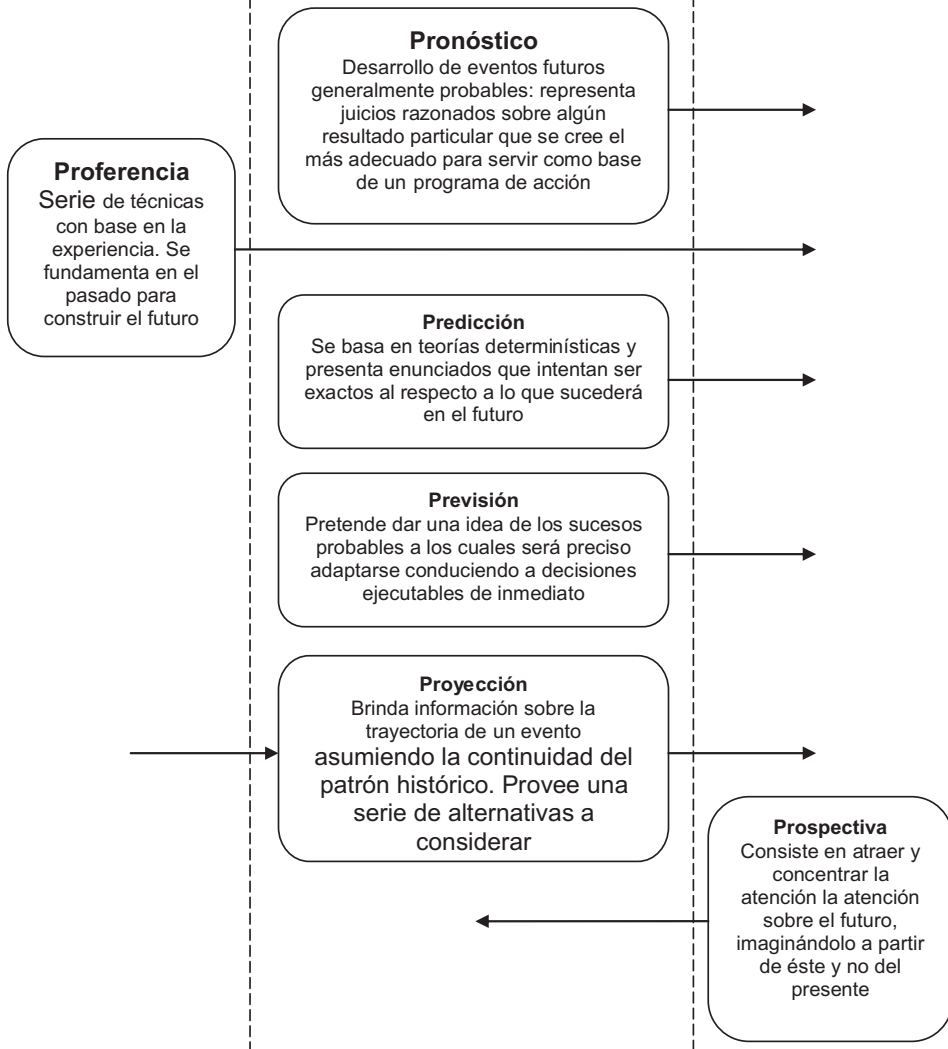 Pronóstico
Desarrollo de eventos futuros
generalmente probables: representa
juicios razonados sobre algún
resultado particular que se cree el
más adecuado para servir como base
de un programa de acción
Proferencia
Serie de técnicas
con base en la
experiencia. Se
fundamenta en el
pasado para
construir el futuro
Predicción
Se basa en teorías determinísticas y
presenta enunciados que intentan ser
exactos al respecto a lo que sucederá
en el futuro
Previsión
Pretende dar una idea de los sucesos
probables a los cuales será preciso
adaptarse conduciendo a decisiones
ejecutables de inmediato
Proyección
Brinda información sobre la
trayectoria de un evento
asumiendo la continuidad del
patrón histórico. Provee una
serie de alternativas a
considerar
Prospectiva
Consiste en atraer y
concentrar la
atención la atención
sobre el futuro,
imaginándolo a partir
de éste y no del
presente